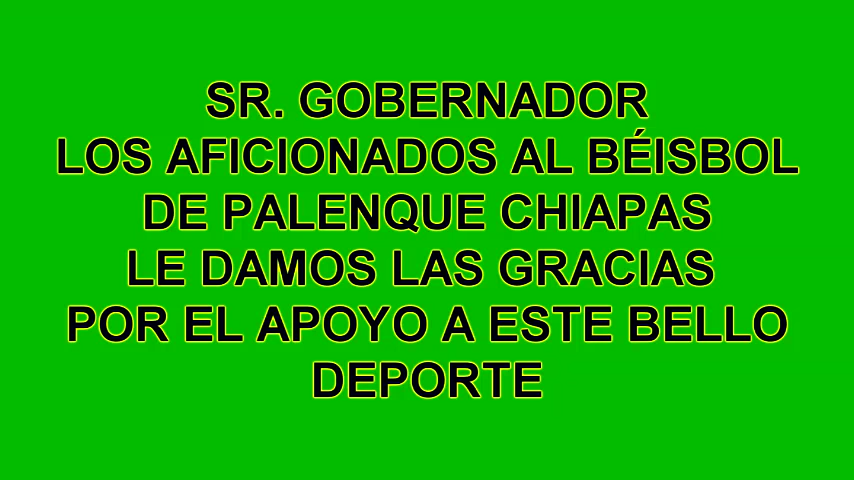 SR. GOBERNADOR
LOS AFICIONADOS AL BÉISBOL
DE PALENQUE CHIAPAS
LE DAMOS LAS GRACIAS
POR EL APOYO A ESTE BELLO
DEPORTE